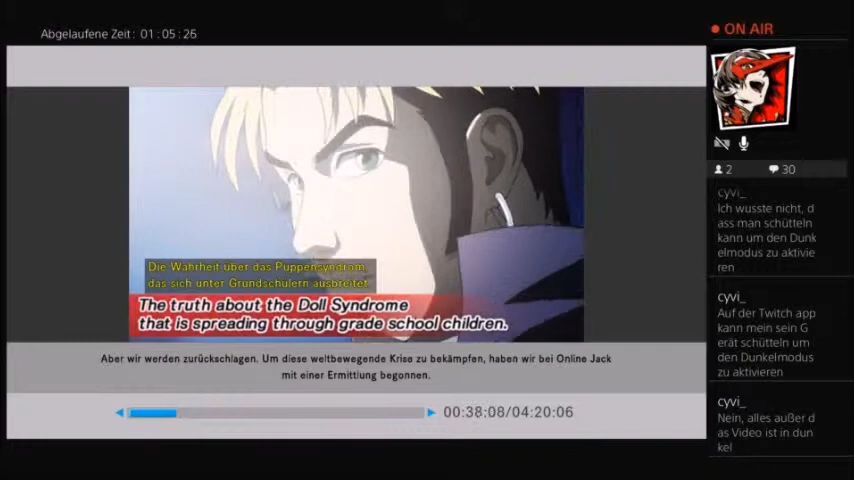 Abgelaufene Zeit: 01:05:26
ON AIR
2
30
Die Wahrheit über das Puppensyndrom,
das sich unter Grundschülern ausbreitet.
The truth about the Doll Syndrome
that is spreading through grade school children.
Aber wir werden zurückschlagen. Um diese weltbewegende Krise zu bekämpfen, haben wir bei Online Jack
mit einer Ermittlung begonnen.
00:38:08/04:20:06
cyvi_
Ich wusste nicht, d
ass man schütteln
kann um den Dunk
elmodus zu aktivie
ren
cyvi_
Auf der Twitch app
kann mein sein G
erät schütteln um
den Dunkelmodus
zu aktivieren
cyvi_
Nein, alles außer d
as Video ist in dun
kel